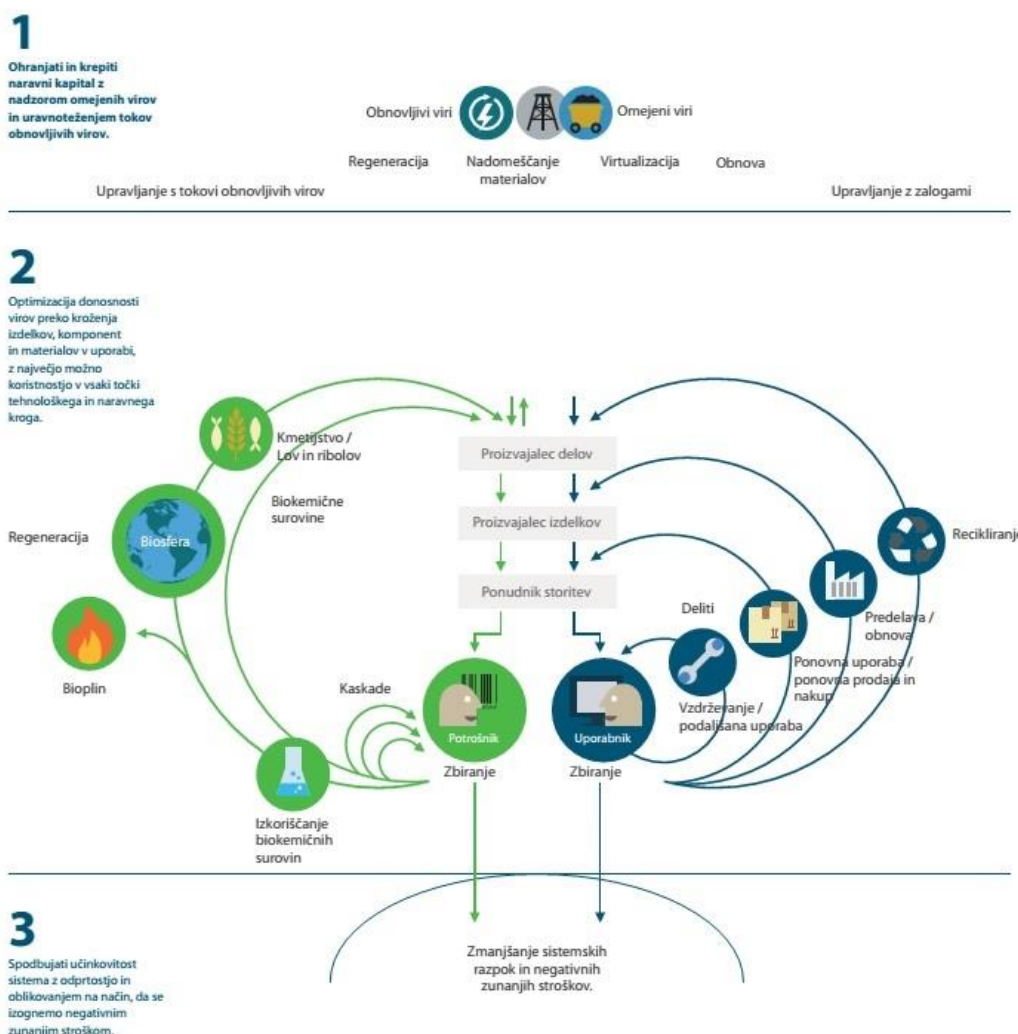 1
Ohranjati in krepiti
naravni kapital z
nadzorom omejenih virov
in uravnoteženjem tokov
obnovljivih virov.
Obnovljivi viri
Omejeni viri
Regeneracija
Nadomeščanje
materialov
Virtualizacija
Obnova
Upravljanje s tokovi obnovljivih virov
Upravljanje z zalogami
2
Optimizacija donosnosti
virov preko kroženja
izdelkov, komponent
in materialov v uporabi,
z največjo možno
koristnostjo v vsaki točki
tehnološkega in naravnega
kroga.
Kmetijstvo /
Lov in ribolov
Biokemične
surovine
Regeneracija
Biosfera
Bioplin
Kaskade
Izkoriščanje
biokemičnih
surovin
Proizvajalec delov
Proizvajalec izdelkov
Ponudnik storitev
Potrošnik
Uporabnik
Zbiranje
Zbiranje
Deliti
Vzdrževanje /
podaljšana uporaba
Ponovna uporaba /
ponovna prodaja in
nakup
Predelava /
obnova
Recikliranje
3
Spodbujati učinkovitost
sistema z odprtostjo in
oblikovanjem na način, da se
izognemo negativnim
zunanjim stroškom.
Zmanjšanje sistemskih
razpok in negativnih
zunanjih stroškov.